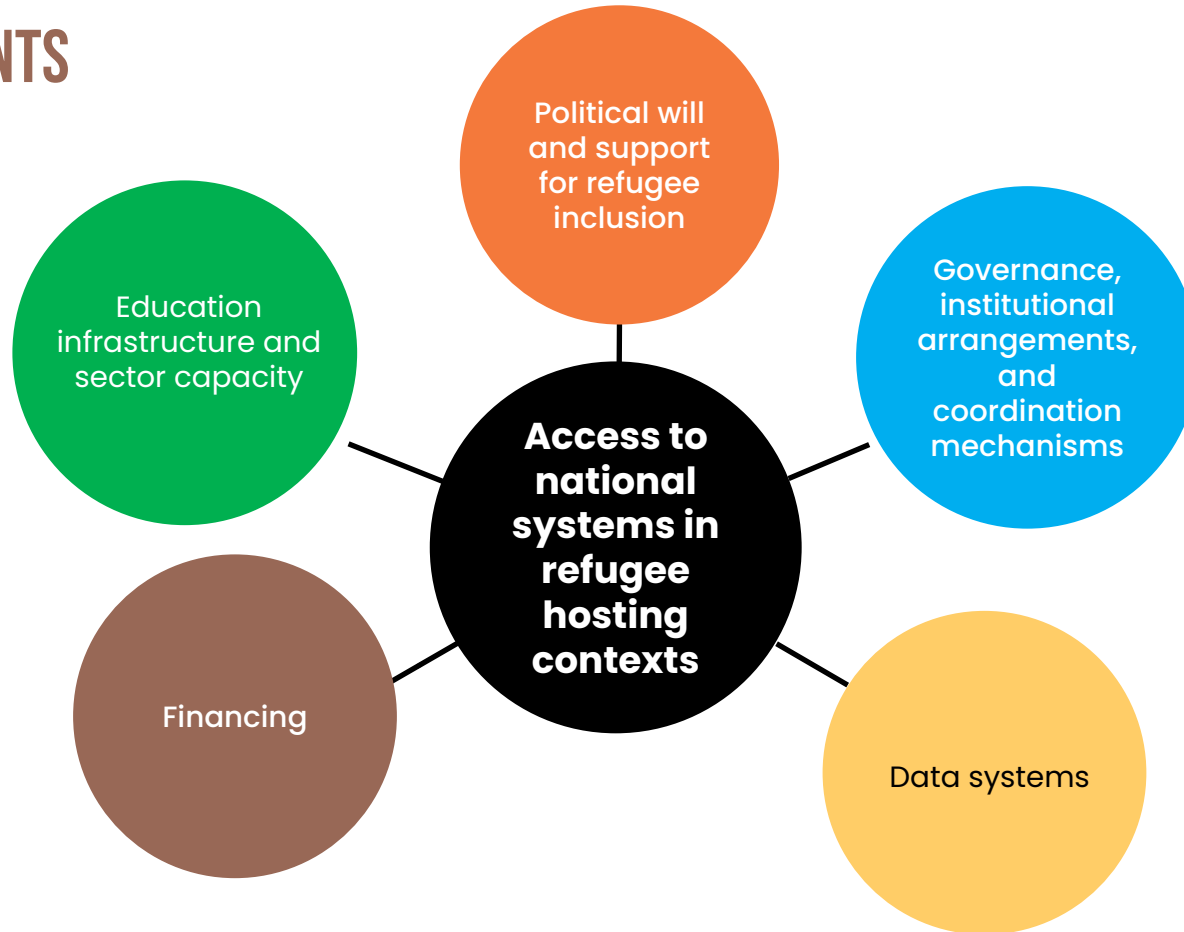 NTS
Political will
and support
for refugee
inclusion
Education
infrastructure and
sector capacity
Governance,
institutional
arrangements,
and
coordination
mechanisms
Access to
national
systems in
refugee
hosting
contexts
Financing
Data systems